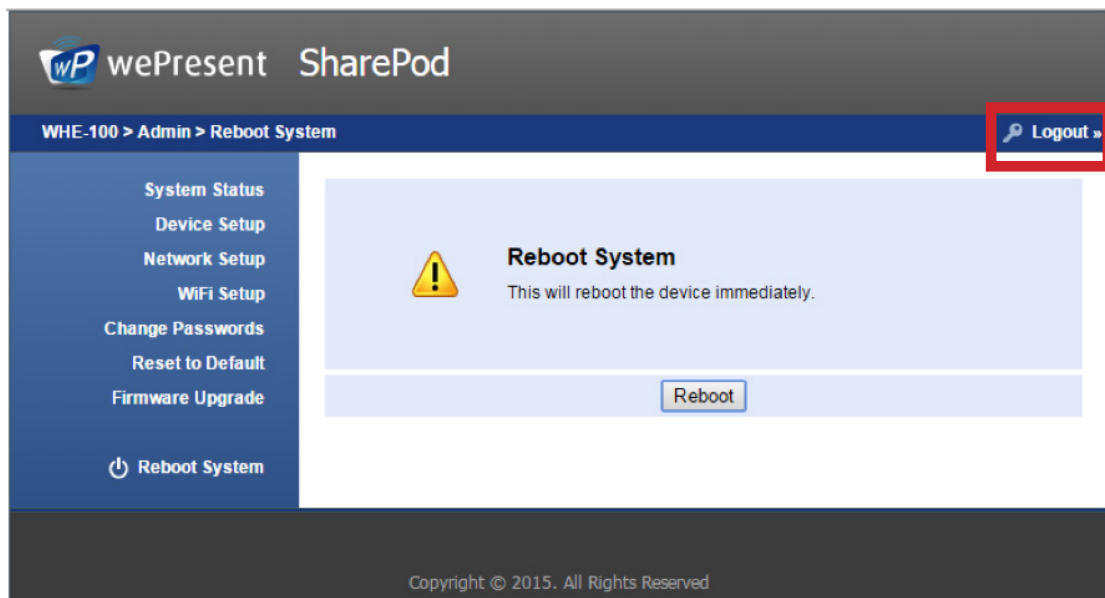 wP wePresent SharePod
WHE-100 > Admin > Reboot System
Logout »
System Status
Device Setup
Network Setup
WiFi Setup
Change Passwords
Reset to Default
Firmware Upgrade
Reboot System
Reboot System
This will reboot the device immediately.
Reboot
Copyright © 2015. All Rights Reserved